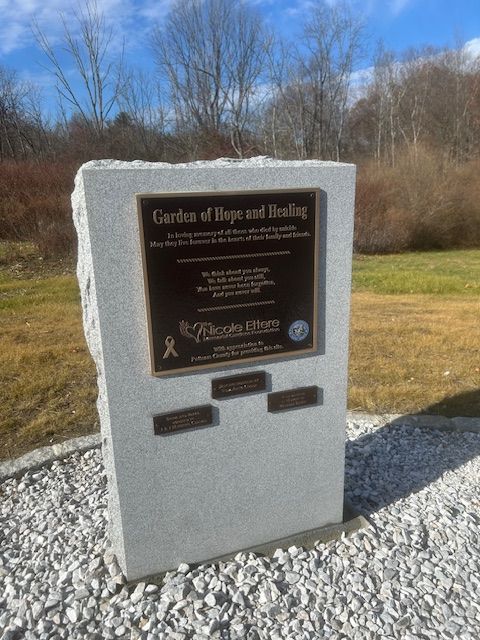 Garden of Hope and Healing
In loving memory of all those who died by suicide
May they live forever in the hearts of their family and friends.
We think about you always,
We talk about you still,
You have never been forgotten,
And you never will.
Nicole Ettere
Memorial Gardens Foundation
With appreciation to
Putnam County for providing this site.